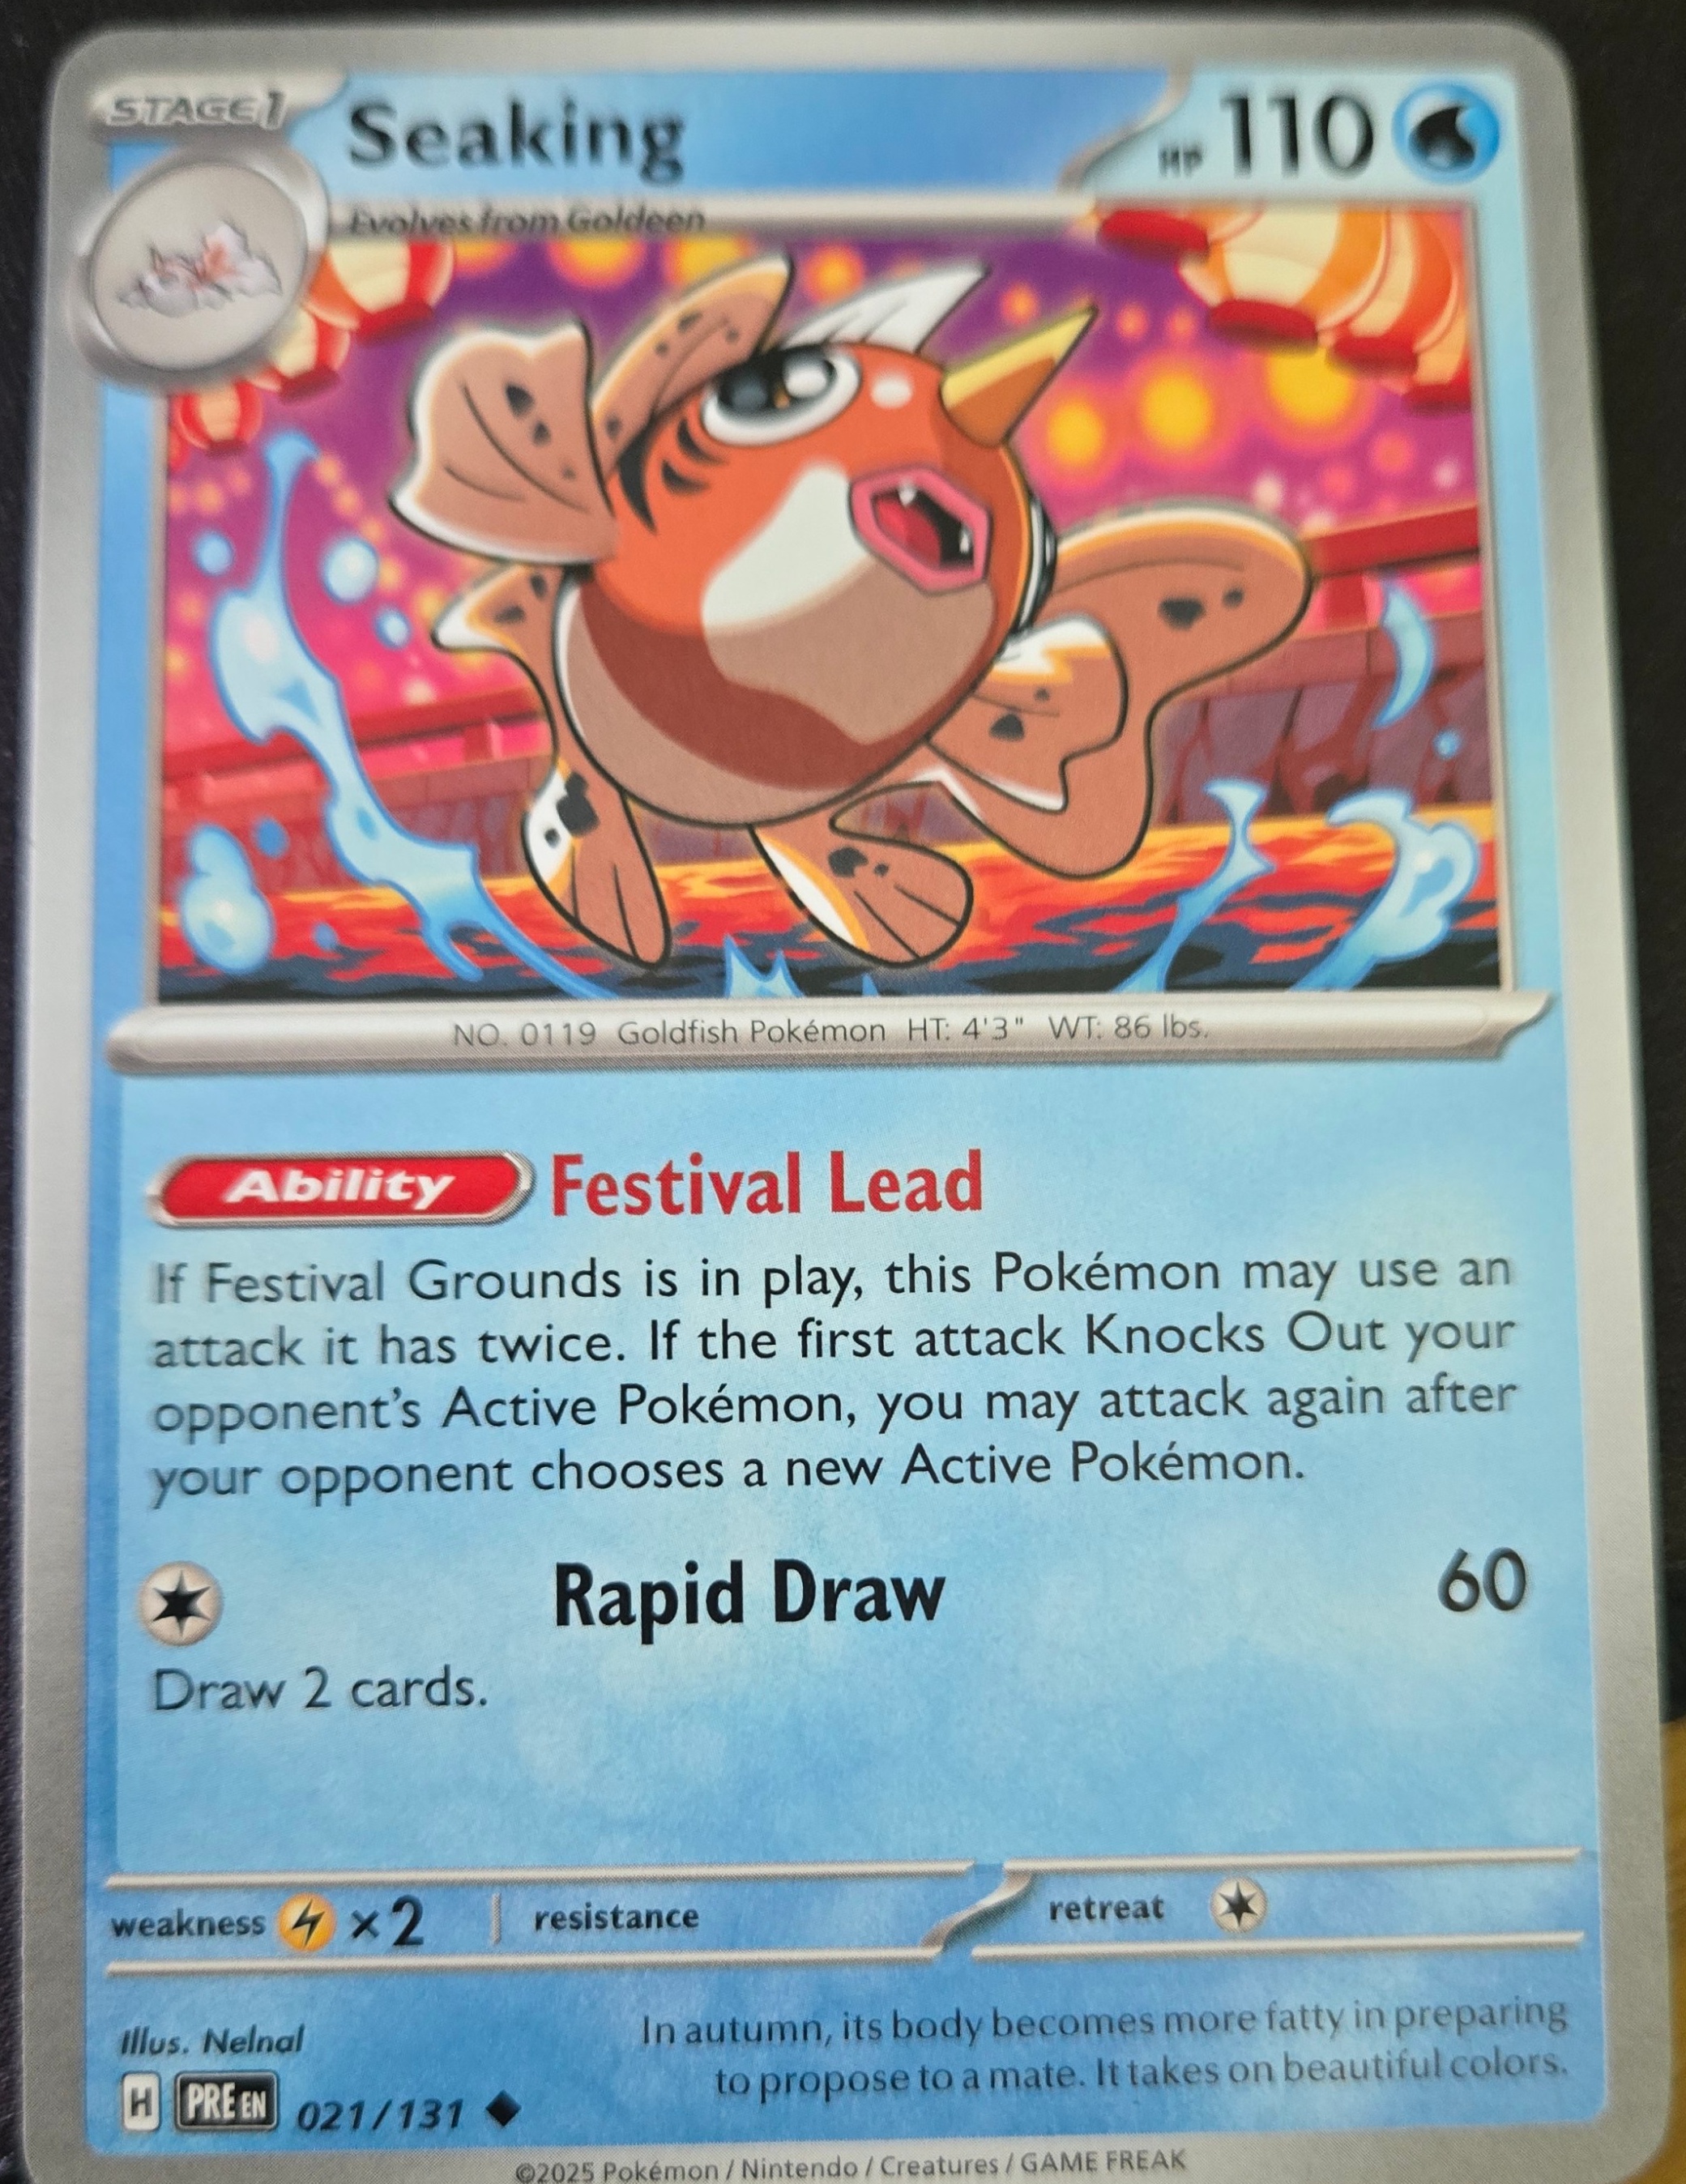 STAGE 1
Seaking
HP 110
Evolves from Goldeen
NO. 0119 Goldfish Pokémon HT: 4'3" WT: 86 lbs.
Ability Festival Lead
If Festival Grounds is in play, this Pokémon may use an
attack it has twice. If the first attack Knocks Out your
opponent's Active Pokémon, you may attack again after
your opponent chooses a new Active Pokémon.
Rapid Draw 60
Draw 2 cards.
weakness ×2 resistance retreat
Illus. Nelnal
In autumn, its body becomes more fatty in preparing
to propose to a mate. It takes on beautiful colors.
H PRE EN 021/131
©2025 Pokémon / Nintendo / Creatures / GAME FREAK